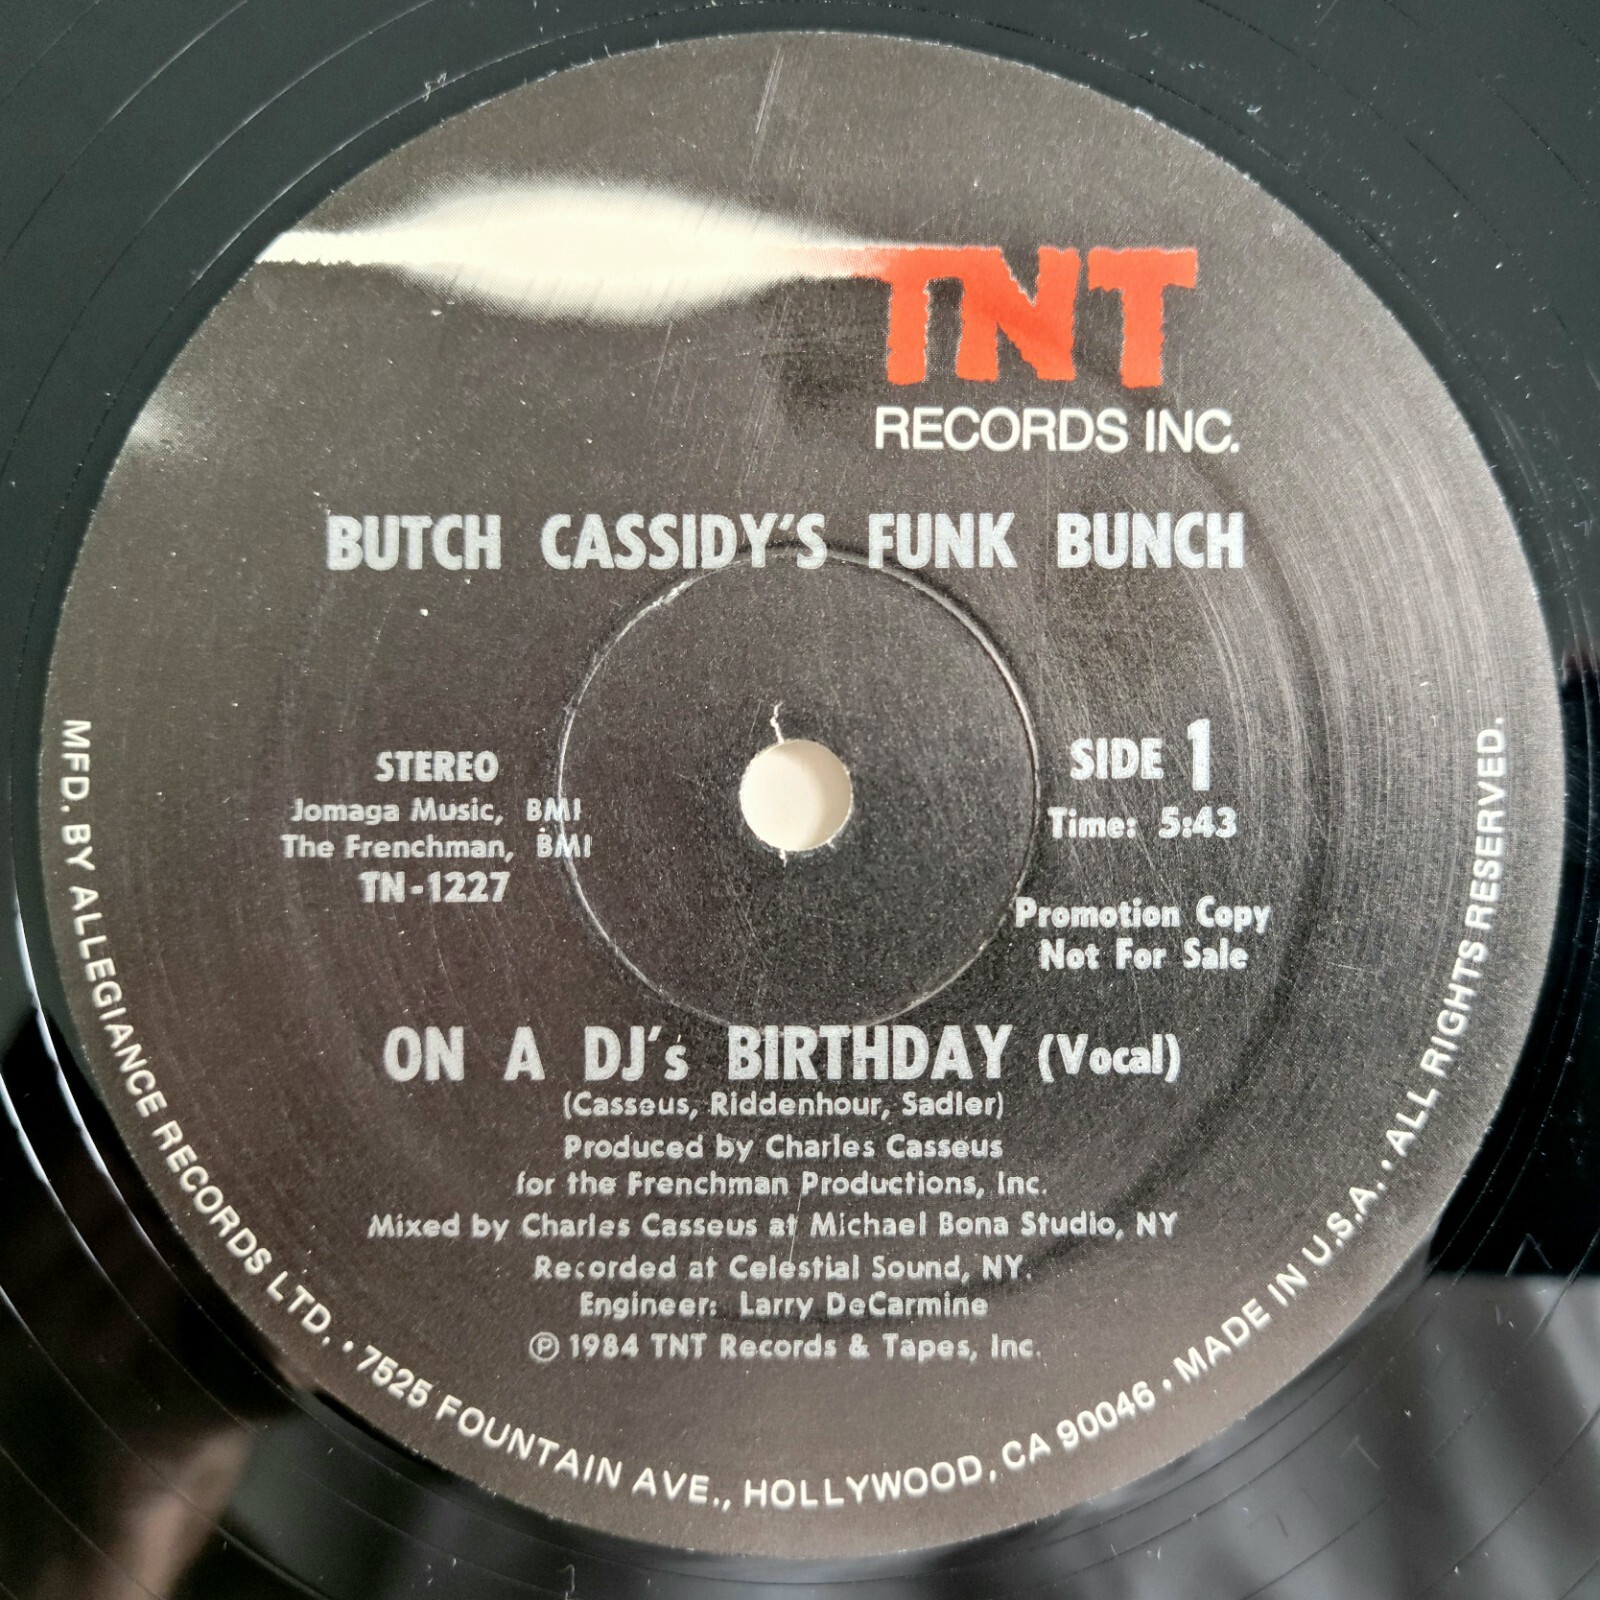 TNT
RECORDS INC.
BUTCH CASSIDY'S FUNK BUNCH
STEREO
Jomaga Music, BMI
The Frenchman, BMI
TN-1227
SIDE 1
Time: 5:43
Promotion Copy
Not For Sale
ON A DJ's BIRTHDAY (Vocal)
(Casseus, Riddenhour, Sadler)
Produced by Charles Casseus
for the Frenchman Productions, Inc.
Mixed by Charles Casseus at Michael Bona Studio, NY
Recorded at Celestial Sound, NY.
Engineer: Larry DeCarmine
℗ 1984 TNT Records & Tapes, Inc.
MFD. BY ALLEGIANCE RECORDS LTD. • 7525 FOUNTAIN AVE., HOLLYWOOD, CA 90046 • MADE IN U.S.A. • ALL RIGHTS RESERVED.